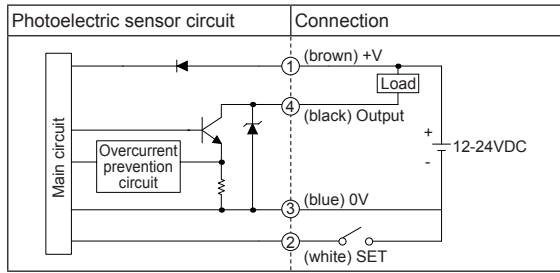 Photoelectric sensor circuit
Connection
(brown) +V
1
Load
4
(black) Output
Main circuit
Overcurrent
prevention
circuit
+
12-24VDC
-
(blue) 0V
3
2
(white) SET